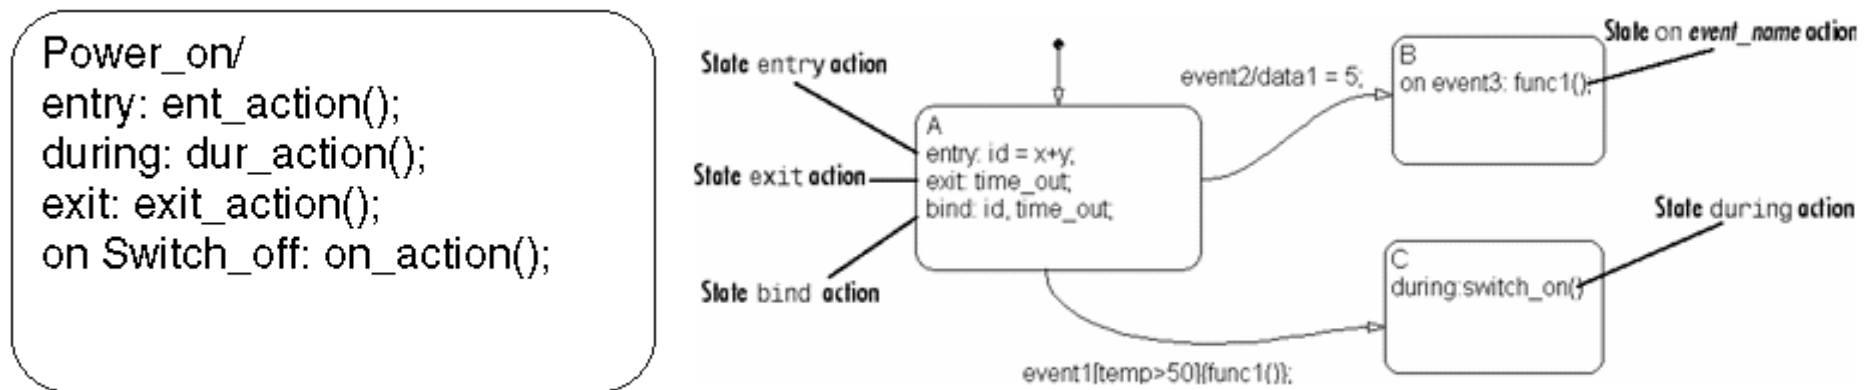 Power_on/
entry: ent_action();
during: dur_action();
exit: exit_action();
on Switch_off: on_action();
State entry action
State exit action
State bind action
A
entry: id = x+y;
exit: time_out;
bind: id, time_out;
event2/data1 = 5;
State on event_name action
B
on event3: func1();
State during action
C
during:switch_on()
event1[temp>50]{func1()};